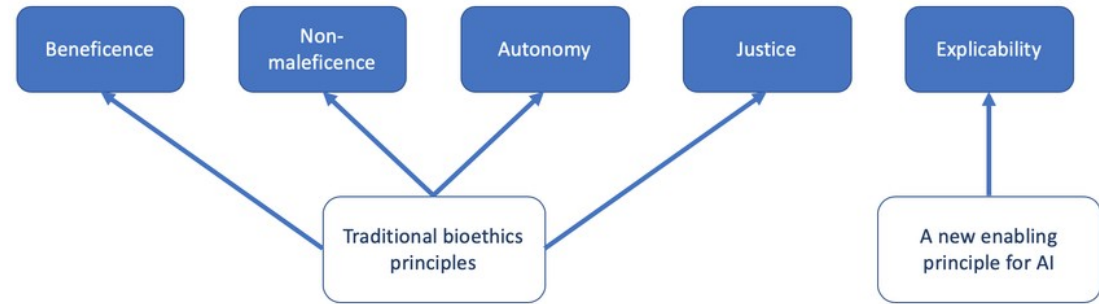 Beneficence
Non-
maleficence
Autonomy
Justice
Explicability
Traditional bioethics
principles
A new enabling
principle for AI